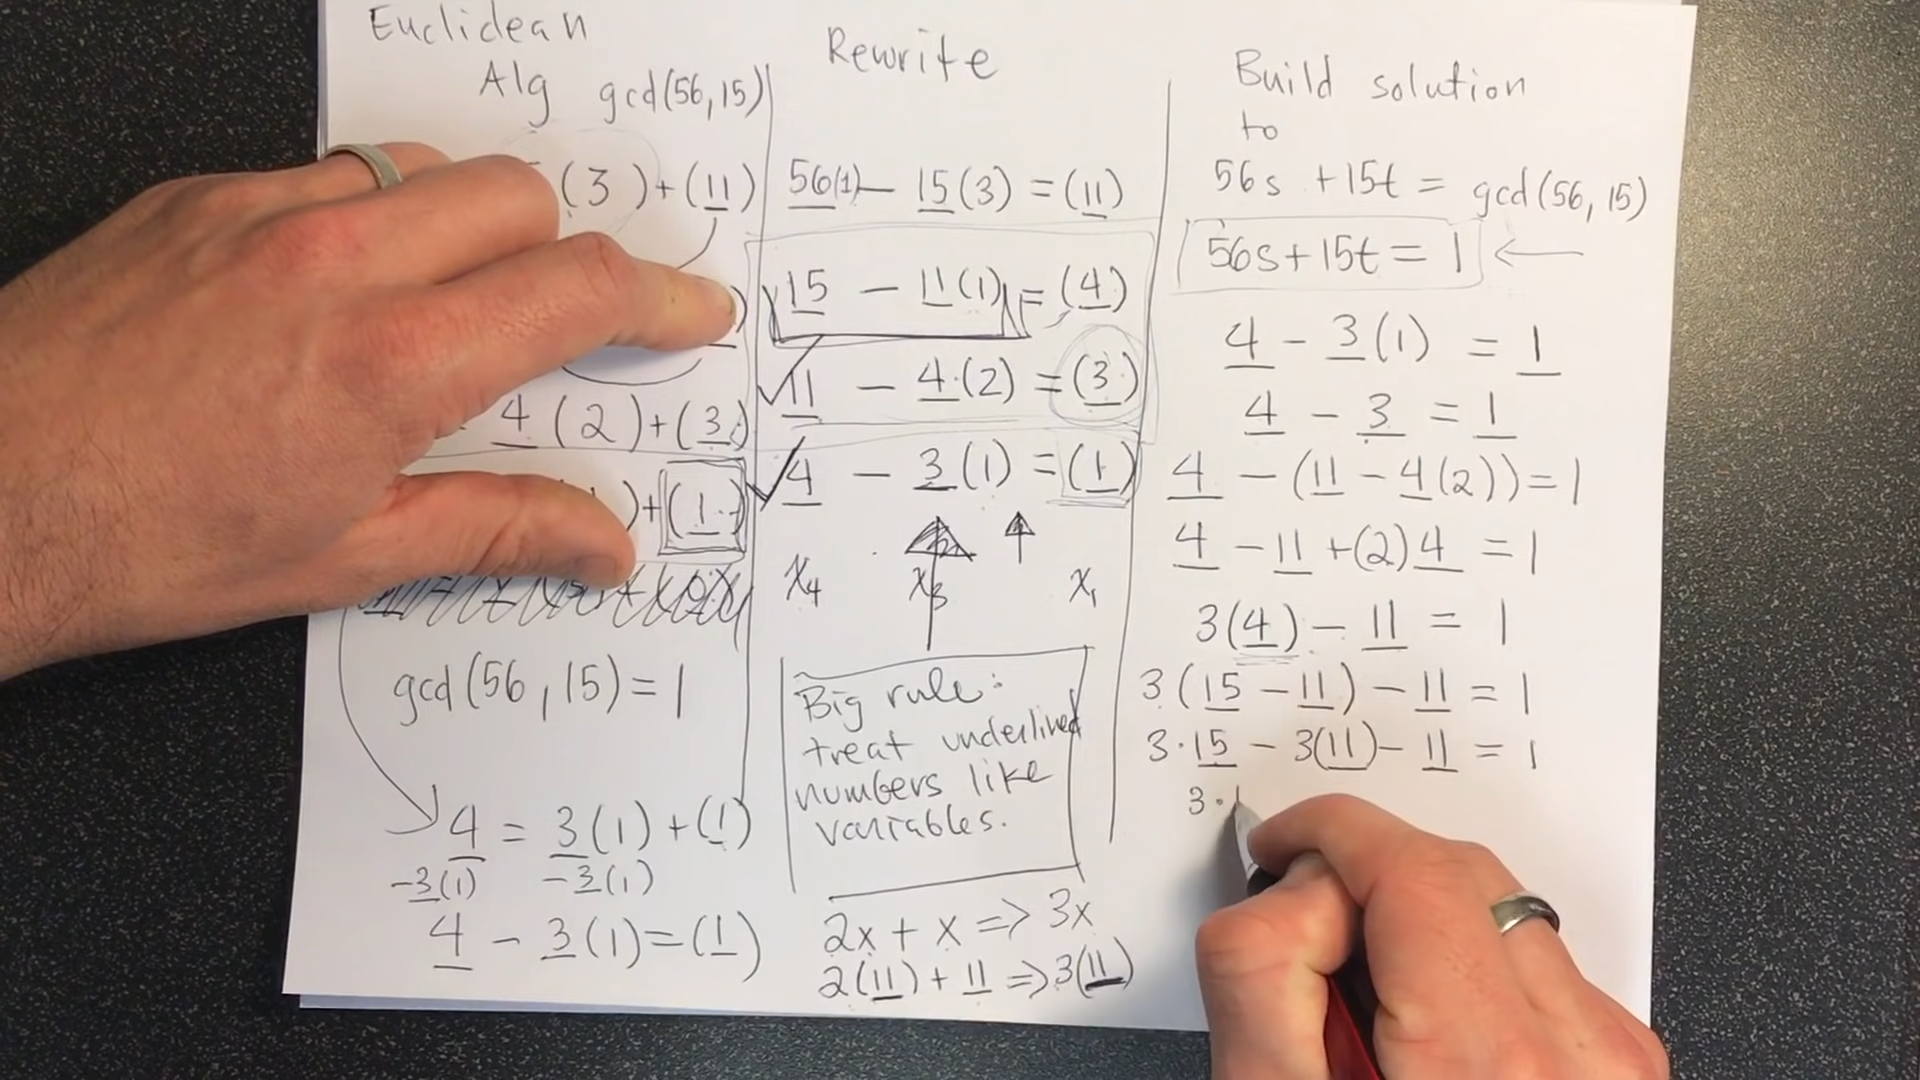 Euclidean
Alg gcd(56,15)
(3)+(11)
4(2)+(3)
)+(1)
gcd(56,15)=1
4 = 3(1)+(1)
-3(1) -3(1)
4 - 3(1)=(1)
Rewrite
56(1) - 15(3) = (11)
15 - 11(1) = (4)
11 - 4·(2) = (3)
4 - 3(1) = (1)
x₄ x₃ x₁
Big rule:
treat underlined
numbers like
variables.
2x + x => 3x
2(11) + 11 => 3(11)
Build solution
to
56s + 15t = gcd(56,15)
56s+15t = 1
4 - 3(1) = 1
4 - 3 = 1
4 - (11 - 4(2)) = 1
4 - 11 +(2)4 = 1
3(4) - 11 = 1
3(15 - 11) - 11 = 1
3·15 - 3(11) - 11 = 1
3·1